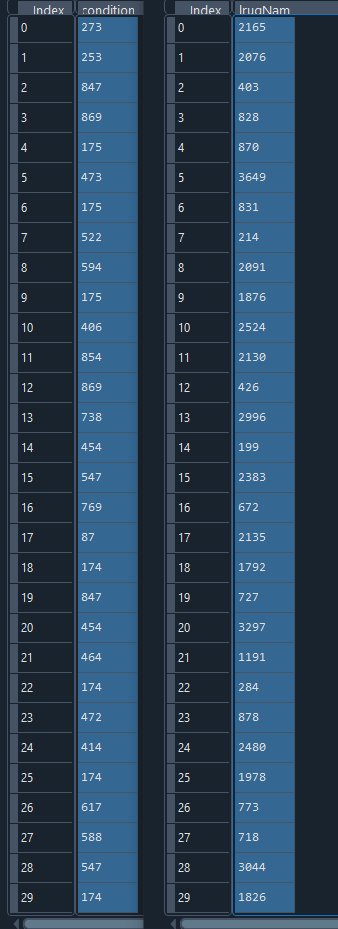 Index condition Index lrugNam
0 273 0 2165
1 253 1 2076
2 847 2 403
3 869 3 828
4 175 4 870
5 473 5 3649
6 175 6 831
7 522 7 214
8 594 8 2091
9 175 9 1876
10 406 10 2524
11 854 11 2130
12 869 12 426
13 738 13 2996
14 454 14 199
15 547 15 2383
16 769 16 672
17 87 17 2135
18 174 18 1792
19 847 19 727
20 454 20 3297
21 464 21 1191
22 174 22 284
23 472 23 878
24 414 24 2480
25 174 25 1978
26 617 26 773
27 588 27 718
28 547 28 3044
29 174 29 1826